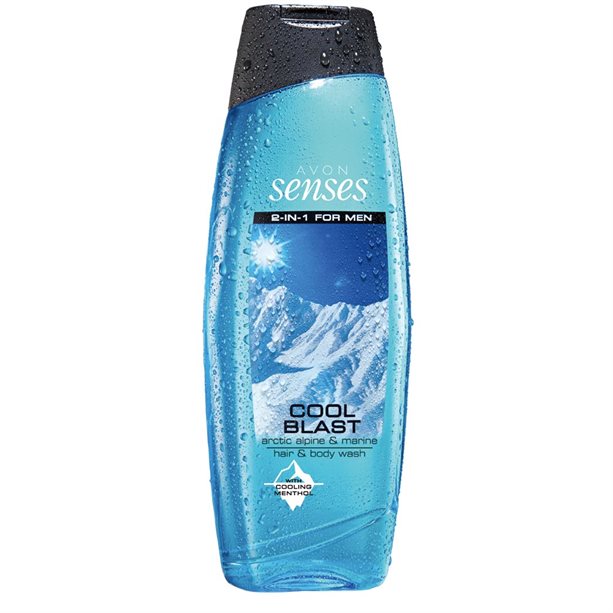 AVON
senses
2-IN-1 FOR MEN
COOL
BLAST
arctic alpine & marine
hair & body wash
WITH
COOLING
MENTHOL